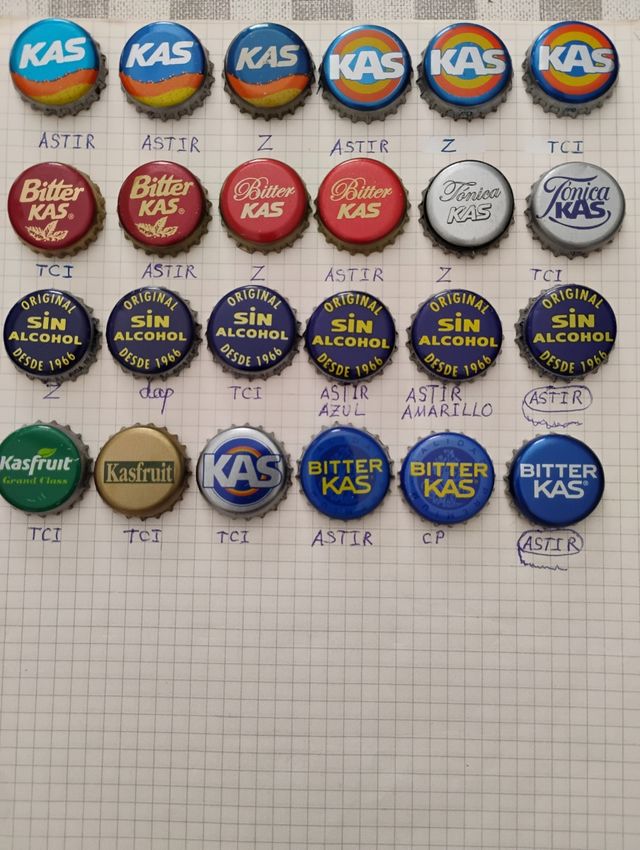 KAS KAS KAS KAS KAS KAS
ASTIR ASTIR Z ASTIR Z TCI
Bitter Bitter Bitter Bitter Tónica Tónica
KAS® KAS® KAS KAS KAS KAS
TCI ASTIR Z ASTIR Z TCI
ORIGINAL ORIGINAL ORIGINAL ORIGINAL ORIGINAL ORIGINAL
SiN SiN SiN SiN SiN SiN
ALCOHOL ALCOHOL ALCOHOL ALCOHOL ALCOHOL ALCOHOL
DESDE 1966 DESDE 1966 DESDE 1966 DESDE 1966 DESDE 1966 DESDE 1966
Z TCI ASTIR ASTIR ASTIR
AZUL AMARILLO
Kasfruit Kasfruit KAS BITTER BITTER BITTER
Grand Class KAS KAS KAS
TCI TCI TCI ASTIR CP ASTIR